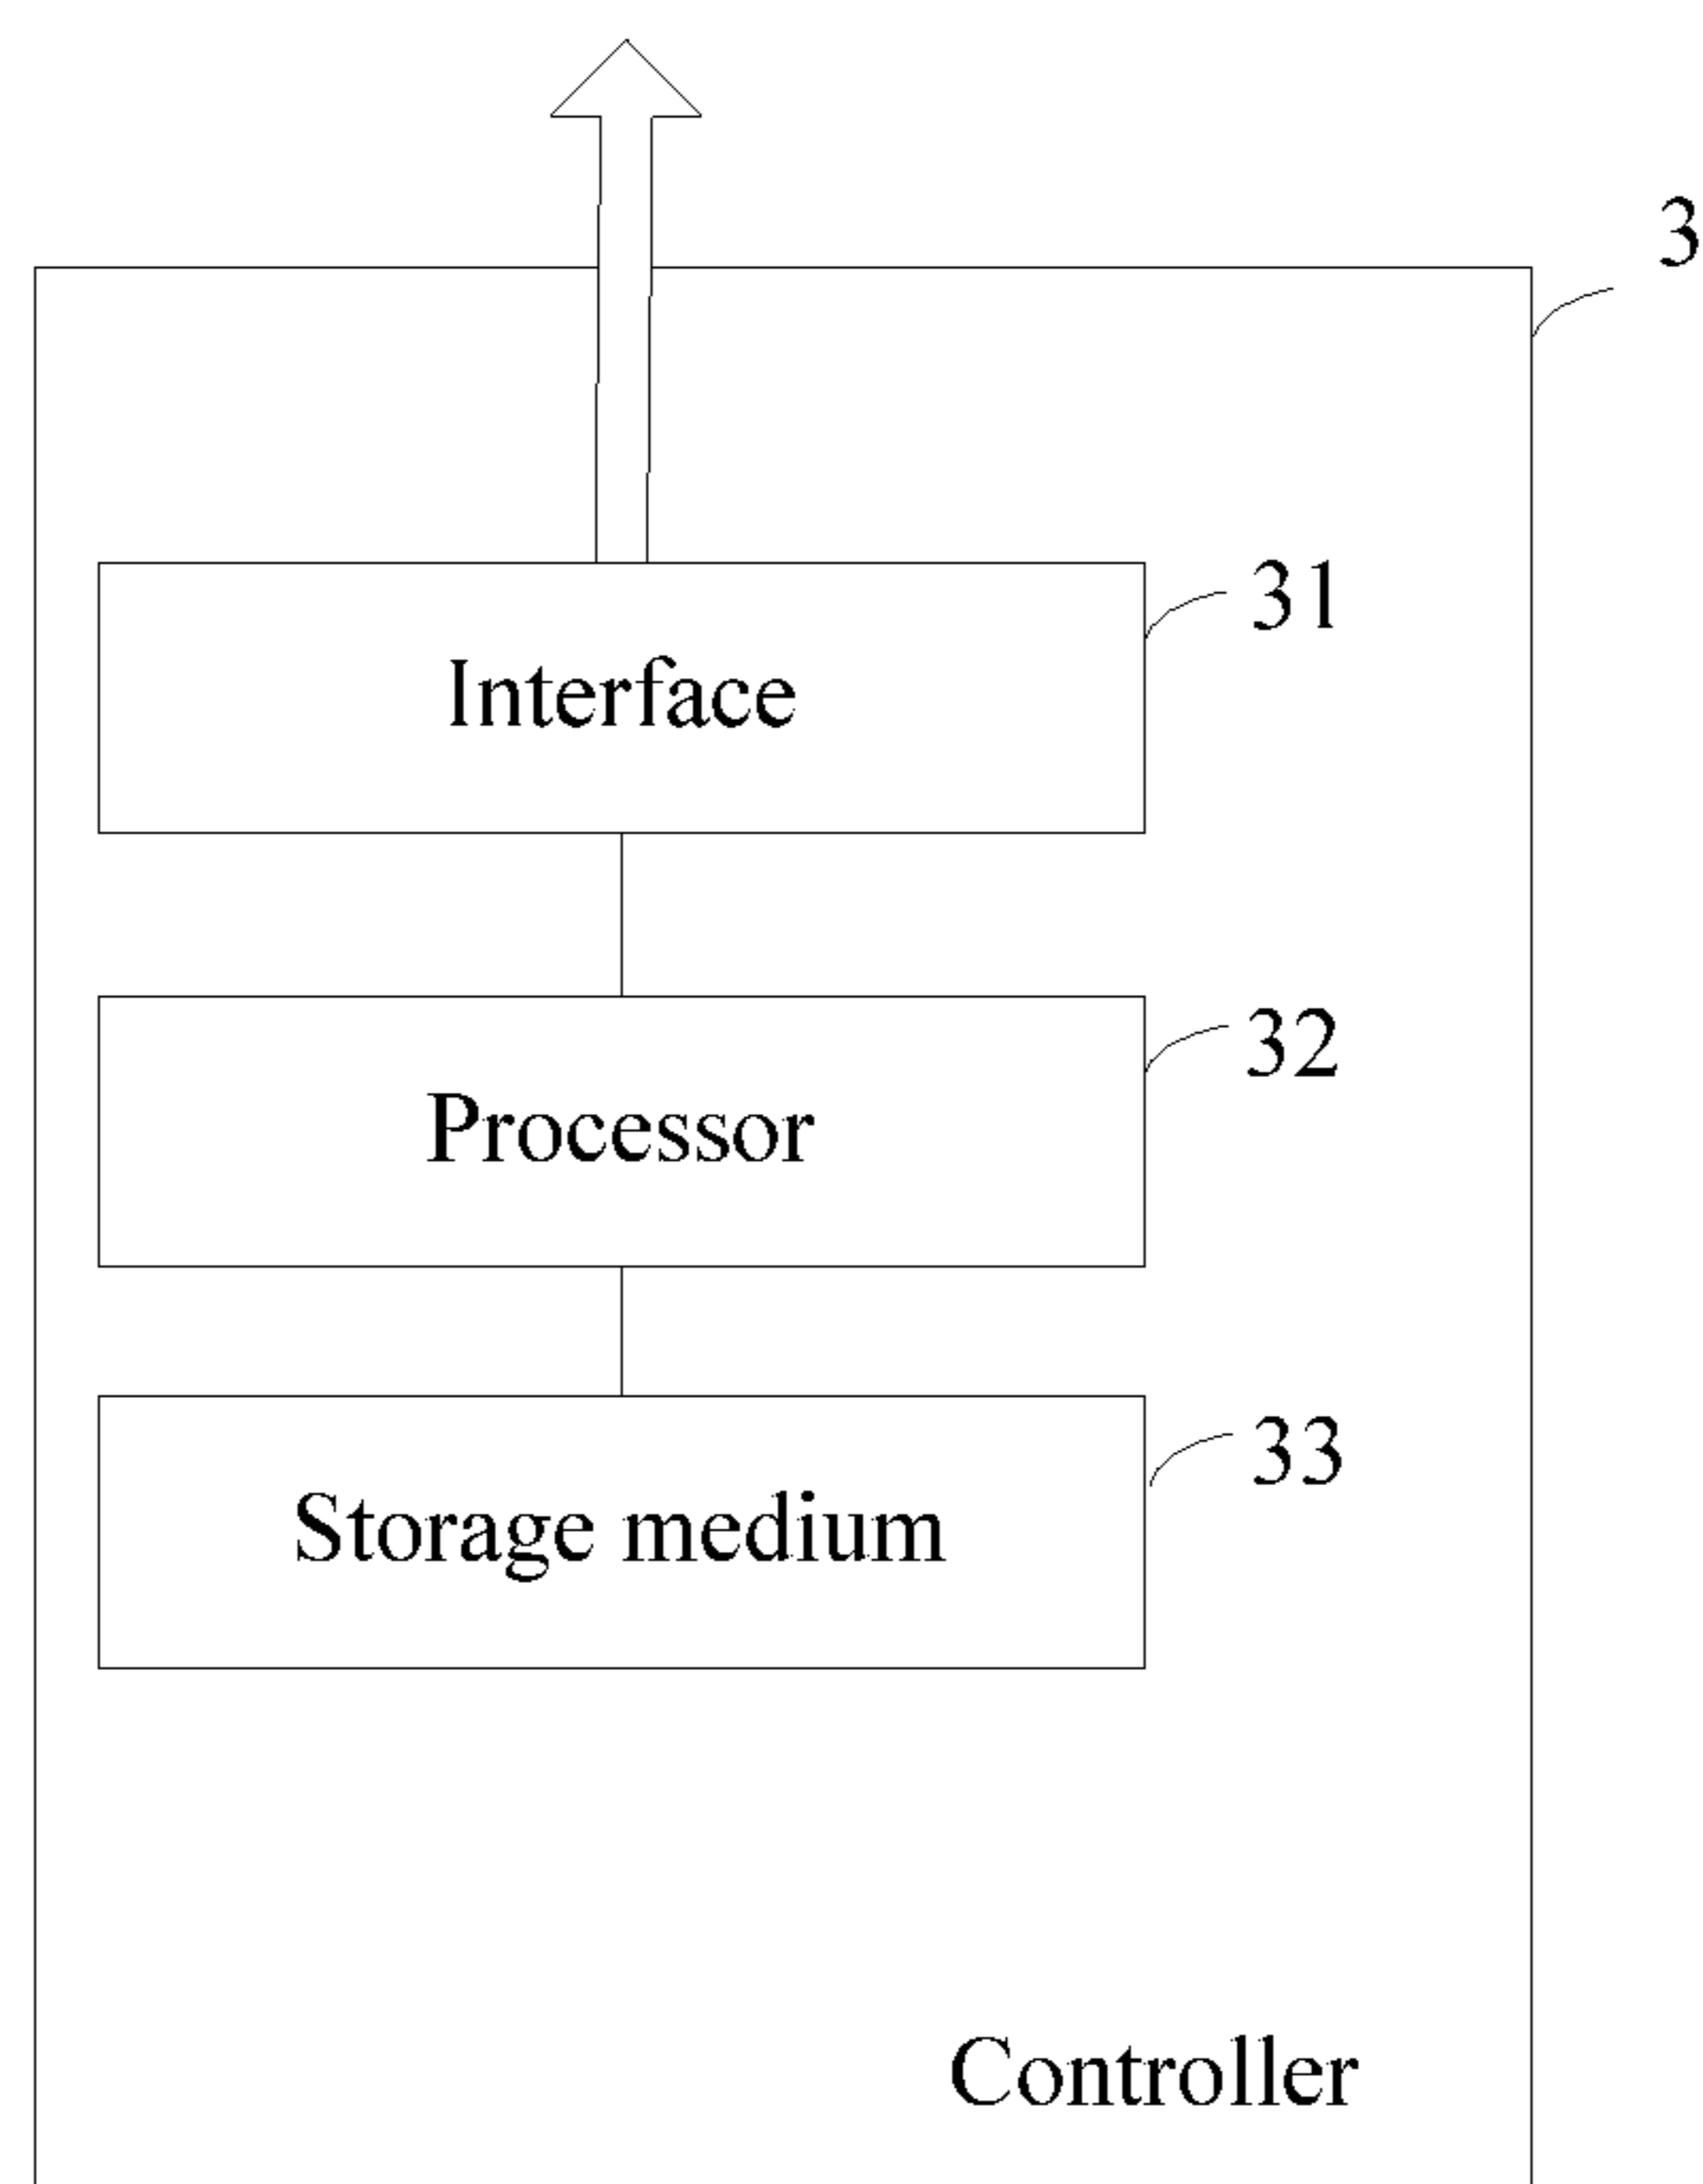 3
31
Interface
32
Processor
33
Storage medium
Controller